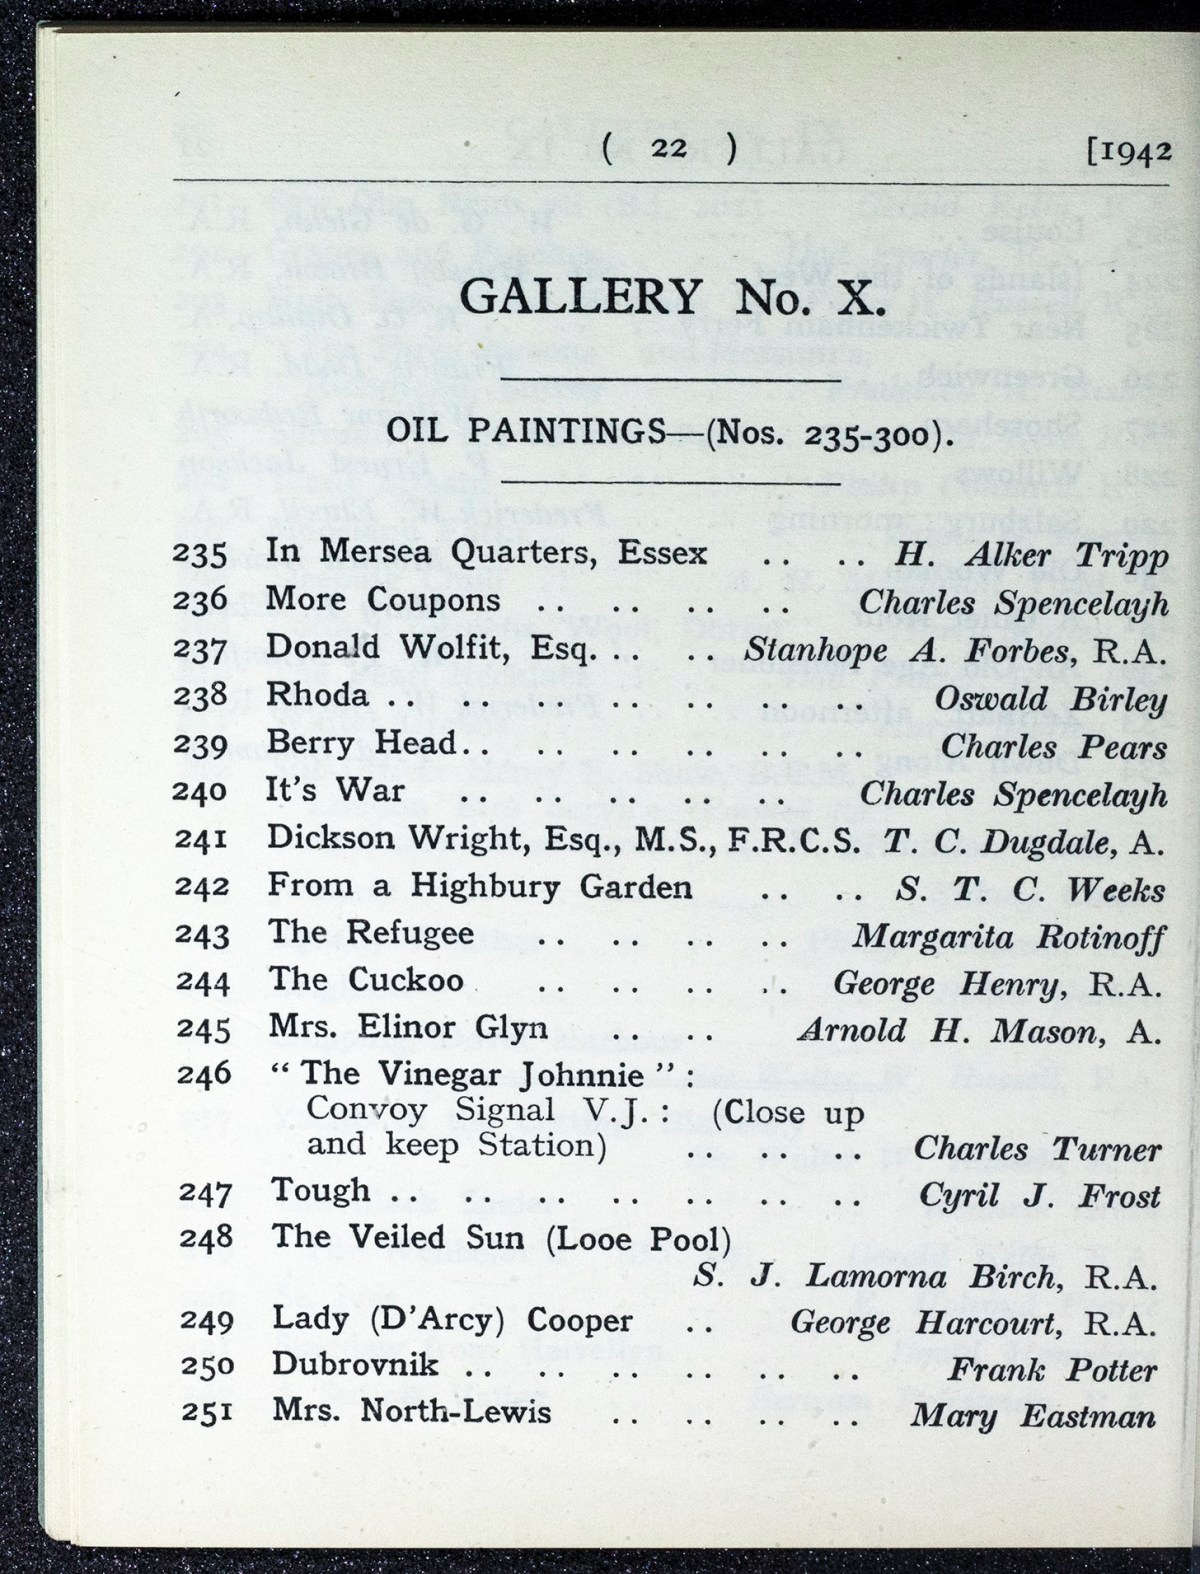 ( 22 ) [1942
GALLERY No. X.
OIL PAINTINGS—(Nos. 235-300).
235 In Mersea Quarters, Essex .. .. H. Alker Tripp
236 More Coupons .. .. .. .. Charles Spencelayh
237 Donald Wolfit, Esq. .. .. Stanhope A. Forbes, R.A.
238 Rhoda .. .. .. .. .. .. .. Oswald Birley
239 Berry Head .. .. .. .. .. .. Charles Pears
240 It's War .. .. .. .. .. Charles Spencelayh
241 Dickson Wright, Esq., M.S., F.R.C.S. T. C. Dugdale, A.
242 From a Highbury Garden .. .. S. T. C. Weeks
243 The Refugee .. .. .. .. Margarita Rotinoff
244 The Cuckoo .. .. .. .. George Henry, R.A.
245 Mrs. Elinor Glyn .. .. Arnold H. Mason, A.
246 “ The Vinegar Johnnie ” :
Convoy Signal V.J. : (Close up
and keep Station) .. .. .. Charles Turner
247 Tough .. .. .. .. .. .. .. Cyril J. Frost
248 The Veiled Sun (Looe Pool)
S. J. Lamorna Birch, R.A.
249 Lady (D'Arcy) Cooper .. George Harcourt, R.A.
250 Dubrovnik .. .. .. .. .. .. Frank Potter
251 Mrs. North-Lewis .. .. .. .. Mary Eastman